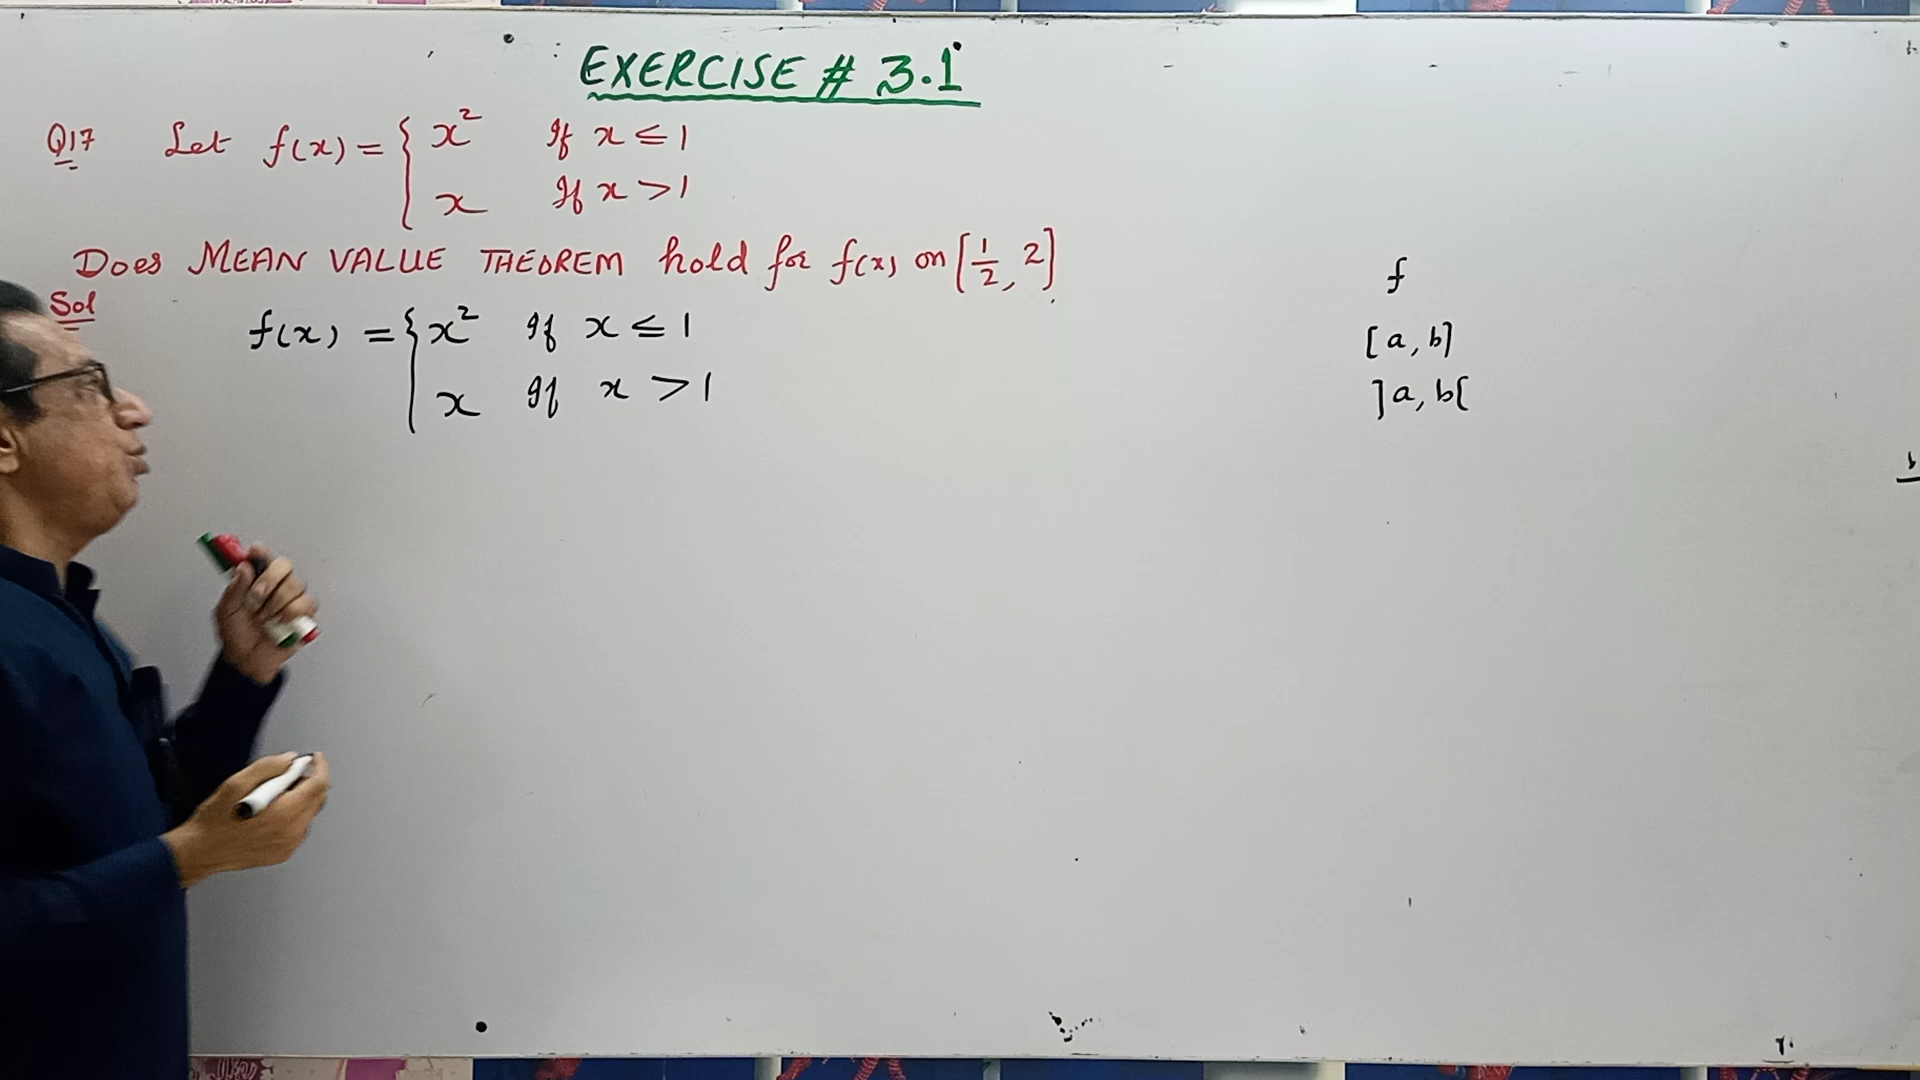 EXERCISE # 3.1
Q17 Let f(x) = { x² If x ≤ 1
x If x > 1
Does MEAN VALUE THEOREM hold for f(x) on [1/2, 2]
Sol
f(x) = { x² If x ≤ 1
x If x > 1
f
[a, b]
]a, b[